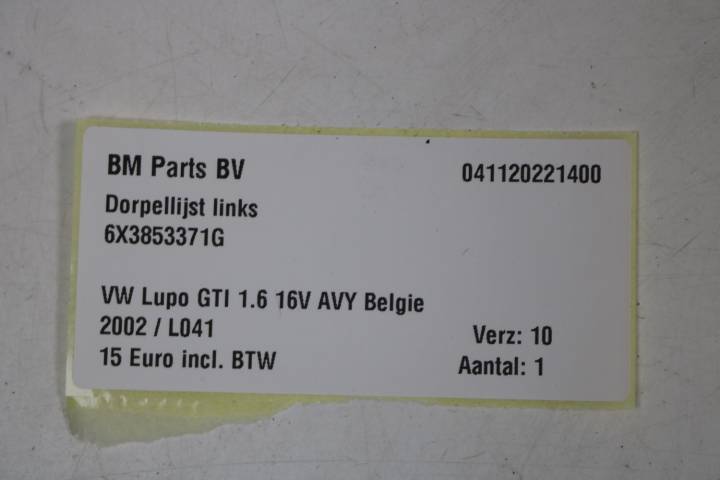 BM Parts BV 041120221400
Dorpellijst links
6X3853371G
VW Lupo GTI 1.6 16V AVY Belgie
2002 / L041 Verz: 10
15 Euro incl. BTW Aantal: 1